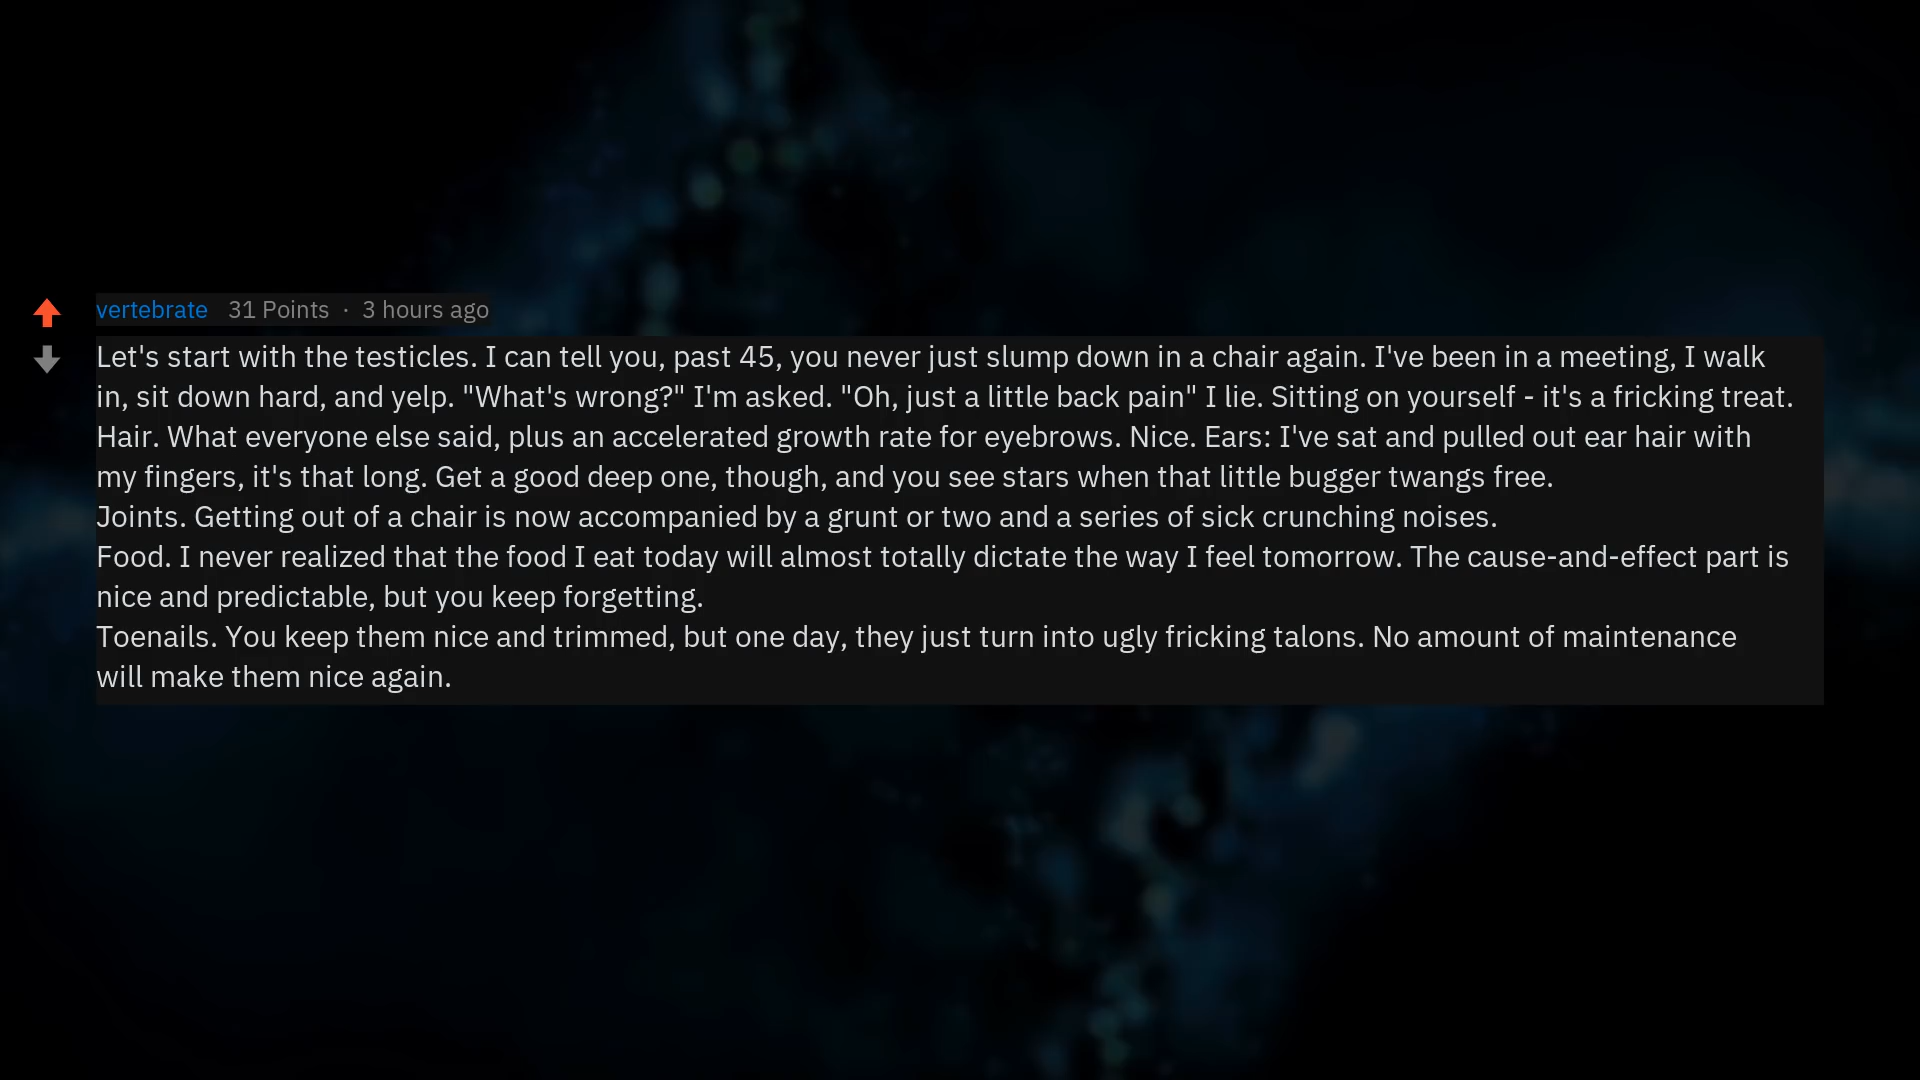 vertebrate 31 Points · 3 hours ago
Let's start with the testicles. I can tell you, past 45, you never just slump down in a chair again. I've been in a meeting, I walk
in, sit down hard, and yelp. "What's wrong?" I'm asked. "Oh, just a little back pain" I lie. Sitting on yourself - it's a fricking treat.
Hair. What everyone else said, plus an accelerated growth rate for eyebrows. Nice. Ears: I've sat and pulled out ear hair with
my fingers, it's that long. Get a good deep one, though, and you see stars when that little bugger twangs free.
Joints. Getting out of a chair is now accompanied by a grunt or two and a series of sick crunching noises.
Food. I never realized that the food I eat today will almost totally dictate the way I feel tomorrow. The cause-and-effect part is
nice and predictable, but you keep forgetting.
Toenails. You keep them nice and trimmed, but one day, they just turn into ugly fricking talons. No amount of maintenance
will make them nice again.